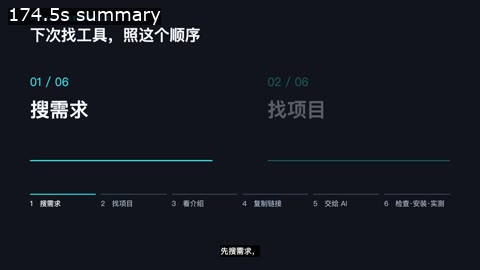 174.5s summary
下次找工具，照这个顺序
01 / 06
02 / 06
搜需求
找项目
1 搜需求
2 找项目
3 看介绍
4 复制链接
5 交给 AI
6 检查·安装·实测
先搜需求，